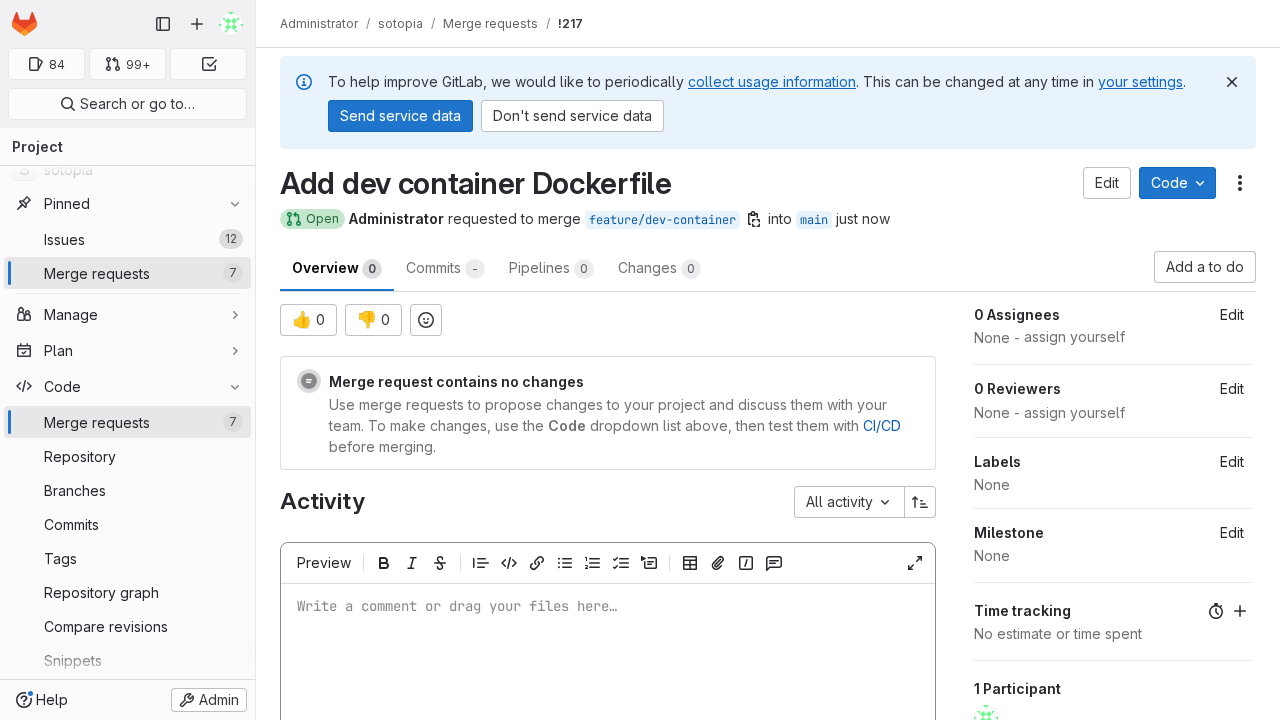 Administrator / sotopia / Merge requests / !217
84
99+
Search or go to…
Project
S sotopia
Pinned
Issues 12
Merge requests 7
Manage
Plan
Code
Merge requests 7
Repository
Branches
Commits
Tags
Repository graph
Compare revisions
Snippets
Help
Admin
To help improve GitLab, we would like to periodically collect usage information. This can be changed at any time in your settings.
Send service data
Don't send service data
Add dev container Dockerfile
Edit
Code
Open Administrator requested to merge feature/dev-container into main just now
Overview 0
Commits -
Pipelines 0
Changes 0
Add a to do
👍 0
👎 0
Merge request contains no changes
Use merge requests to propose changes to your project and discuss them with your
team. To make changes, use the Code dropdown list above, then test them with CI/CD
before merging.
Activity
All activity
Preview
Write a comment or drag your files here…
0 Assignees Edit
None - assign yourself
0 Reviewers Edit
None - assign yourself
Labels Edit
None
Milestone Edit
None
Time tracking
No estimate or time spent
1 Participant